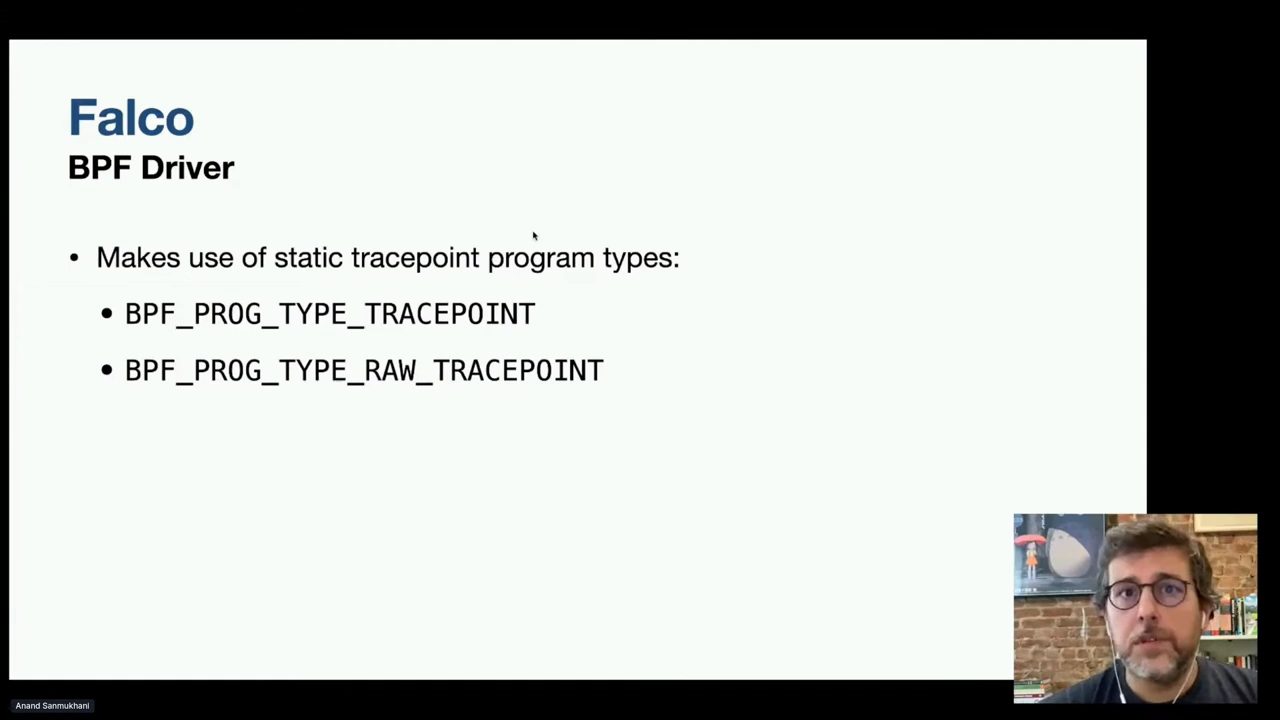 Falco
BPF Driver
• Makes use of static tracepoint program types:
• BPF_PROG_TYPE_TRACEPOINT
• BPF_PROG_TYPE_RAW_TRACEPOINT
Anand Sanmukhani